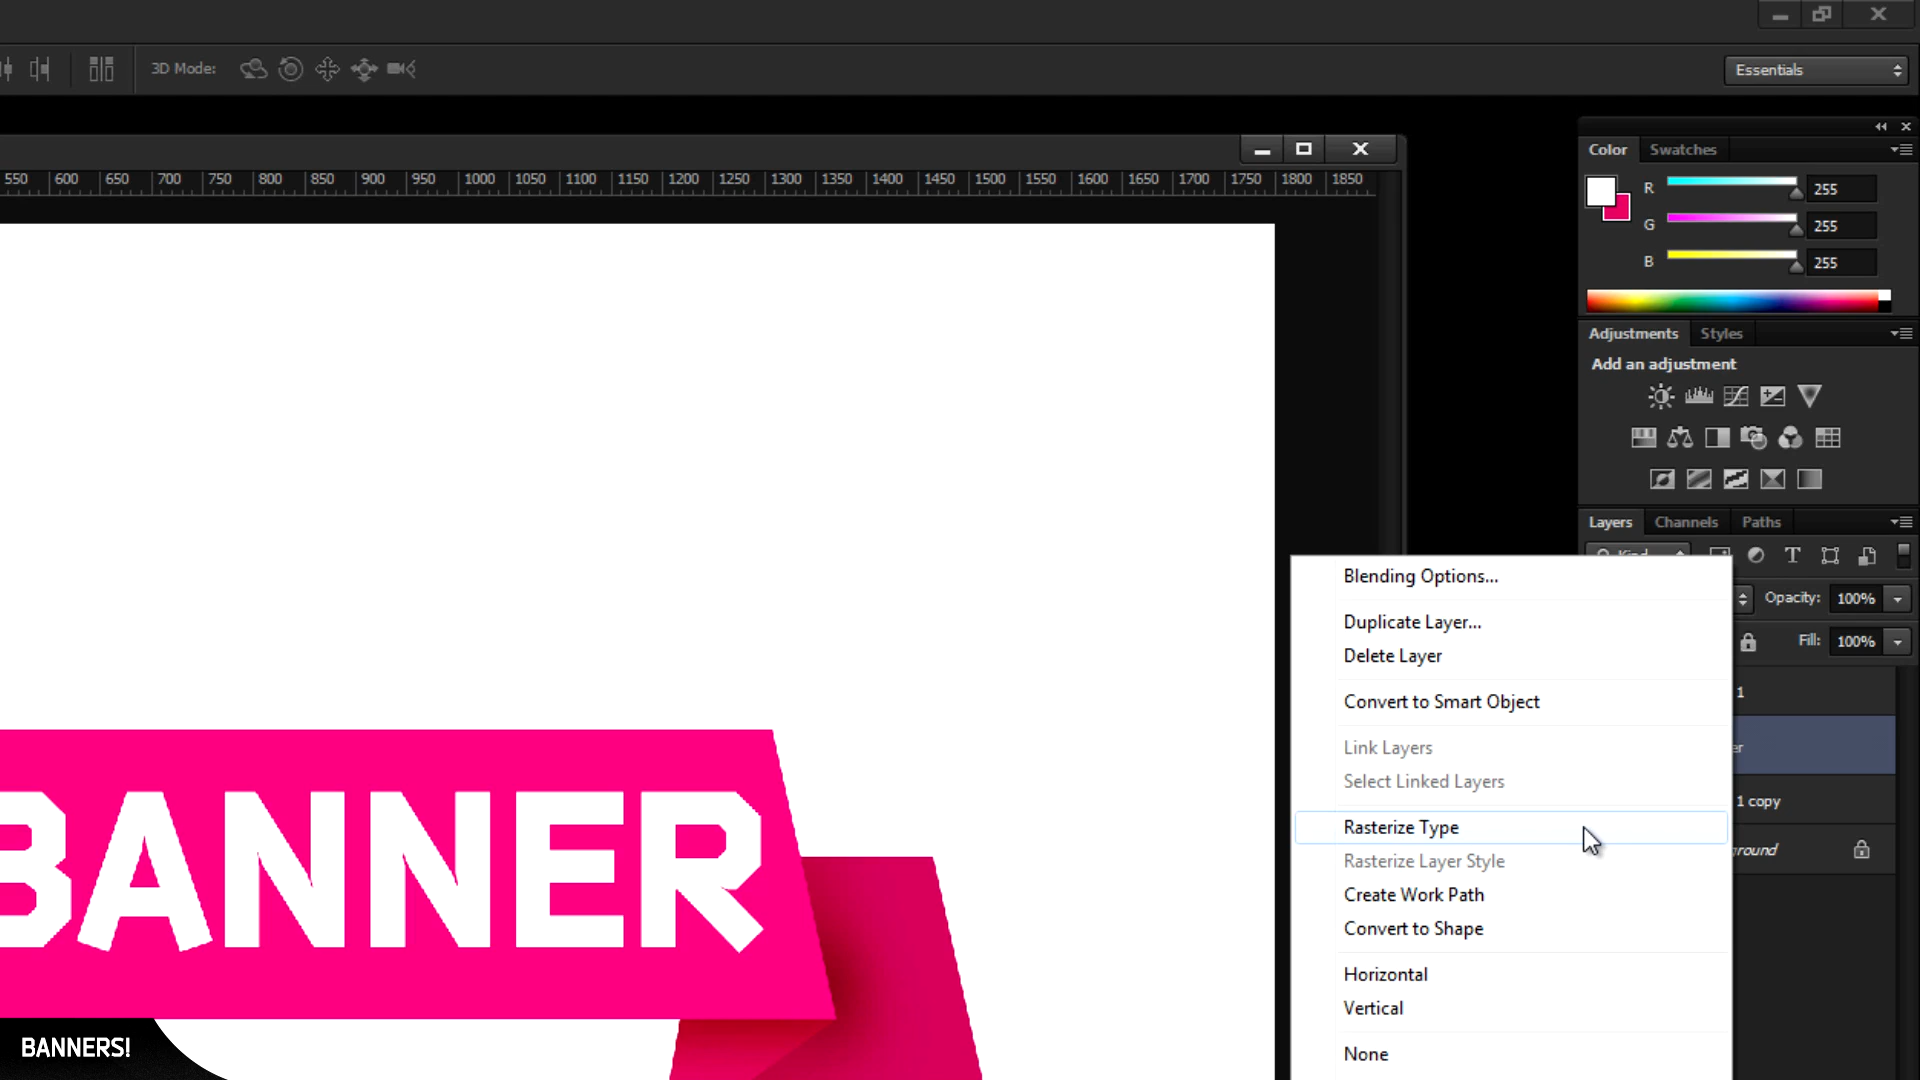 3D Mode:
Essentials
550 600 650 700 750 800 850 900 950 1000 1050 1100 1150 1200 1250 1300 1350 1400 1450 1500 1550 1600 1650 1700 1750 1800 1850
Color Swatches
R 255
G 255
B 255
Adjustments Styles
Add an adjustment
Layers Channels Paths
Kind
Opacity: 100%
Fill: 100%
1
er
1 copy
ground
Blending Options...
Duplicate Layer...
Delete Layer
Convert to Smart Object
Link Layers
Select Linked Layers
Rasterize Type
Rasterize Layer Style
Create Work Path
Convert to Shape
Horizontal
Vertical
None
BANNER
BANNERS!